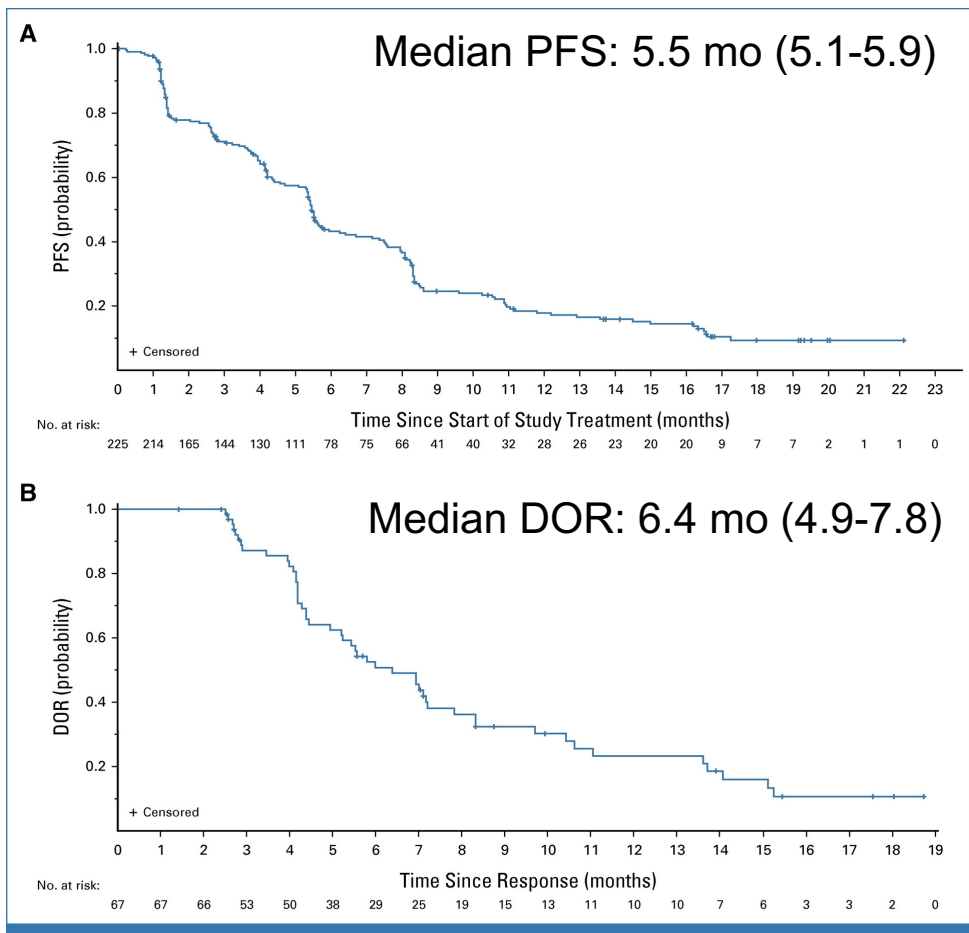 A
Median PFS: 5.5 mo (5.1-5.9)
PFS (probability)
1.0
0.8
0.6
0.4
0.2
+ Censored
0 1 2 3 4 5 6 7 8 9 10 11 12 13 14 15 16 17 18 19 20 21 22 23
Time Since Start of Study Treatment (months)
No. at risk:
225 214 165 144 130 111 78 75 66 41 40 32 28 26 23 20 20 9 7 7 2 1 1 0
B
Median DOR: 6.4 mo (4.9-7.8)
DOR (probability)
1.0
0.8
0.6
0.4
0.2
+ Censored
0 1 2 3 4 5 6 7 8 9 10 11 12 13 14 15 16 17 18 19
Time Since Response (months)
No. at risk:
67 67 66 53 50 38 29 25 19 15 13 11 10 10 7 6 3 3 2 0